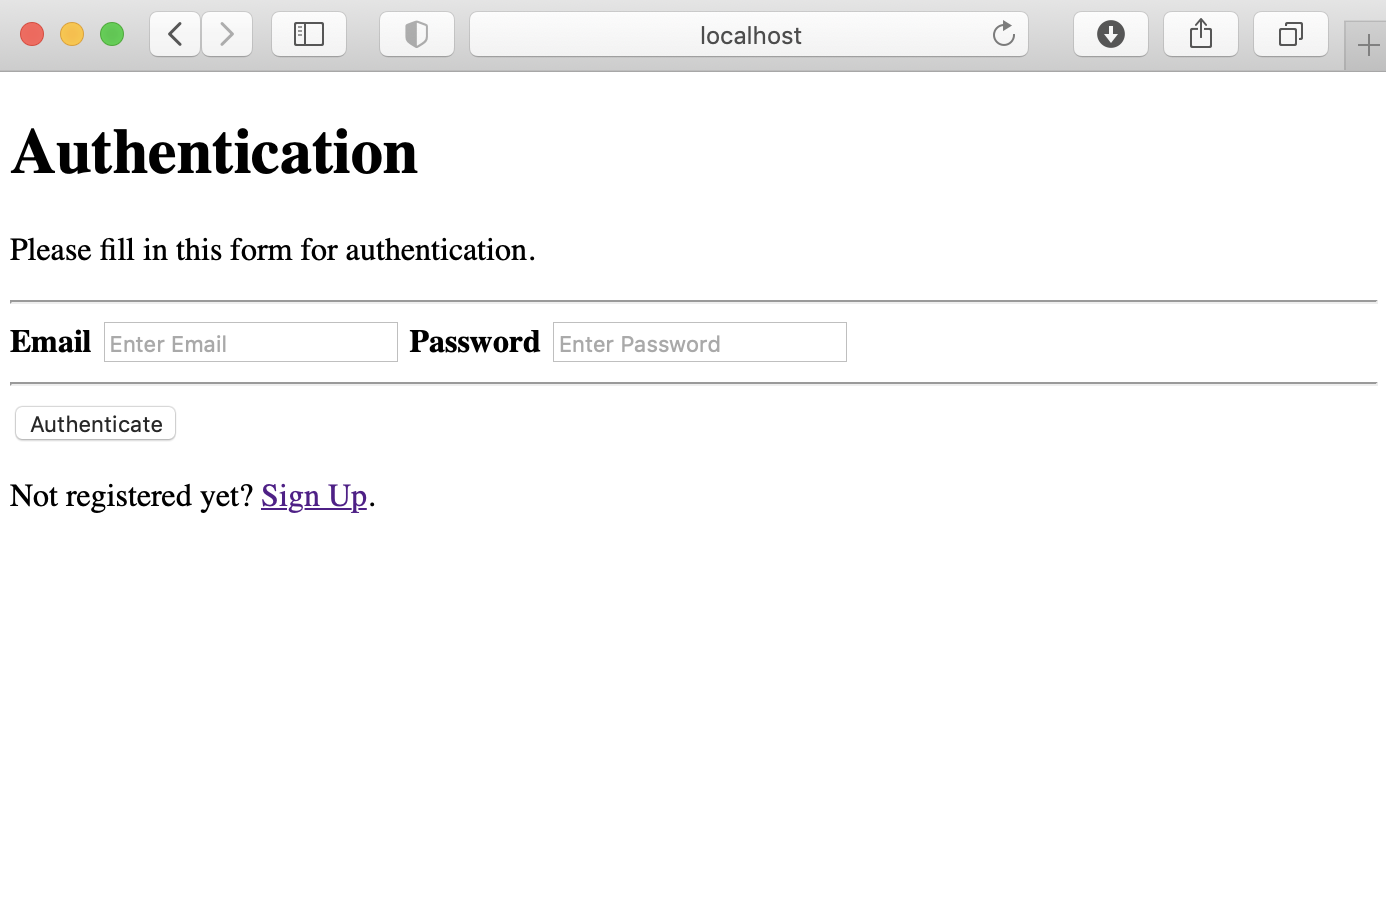 localhost
Authentication
Please fill in this form for authentication.
Email Enter Email Password Enter Password
Authenticate
Not registered yet? Sign Up.